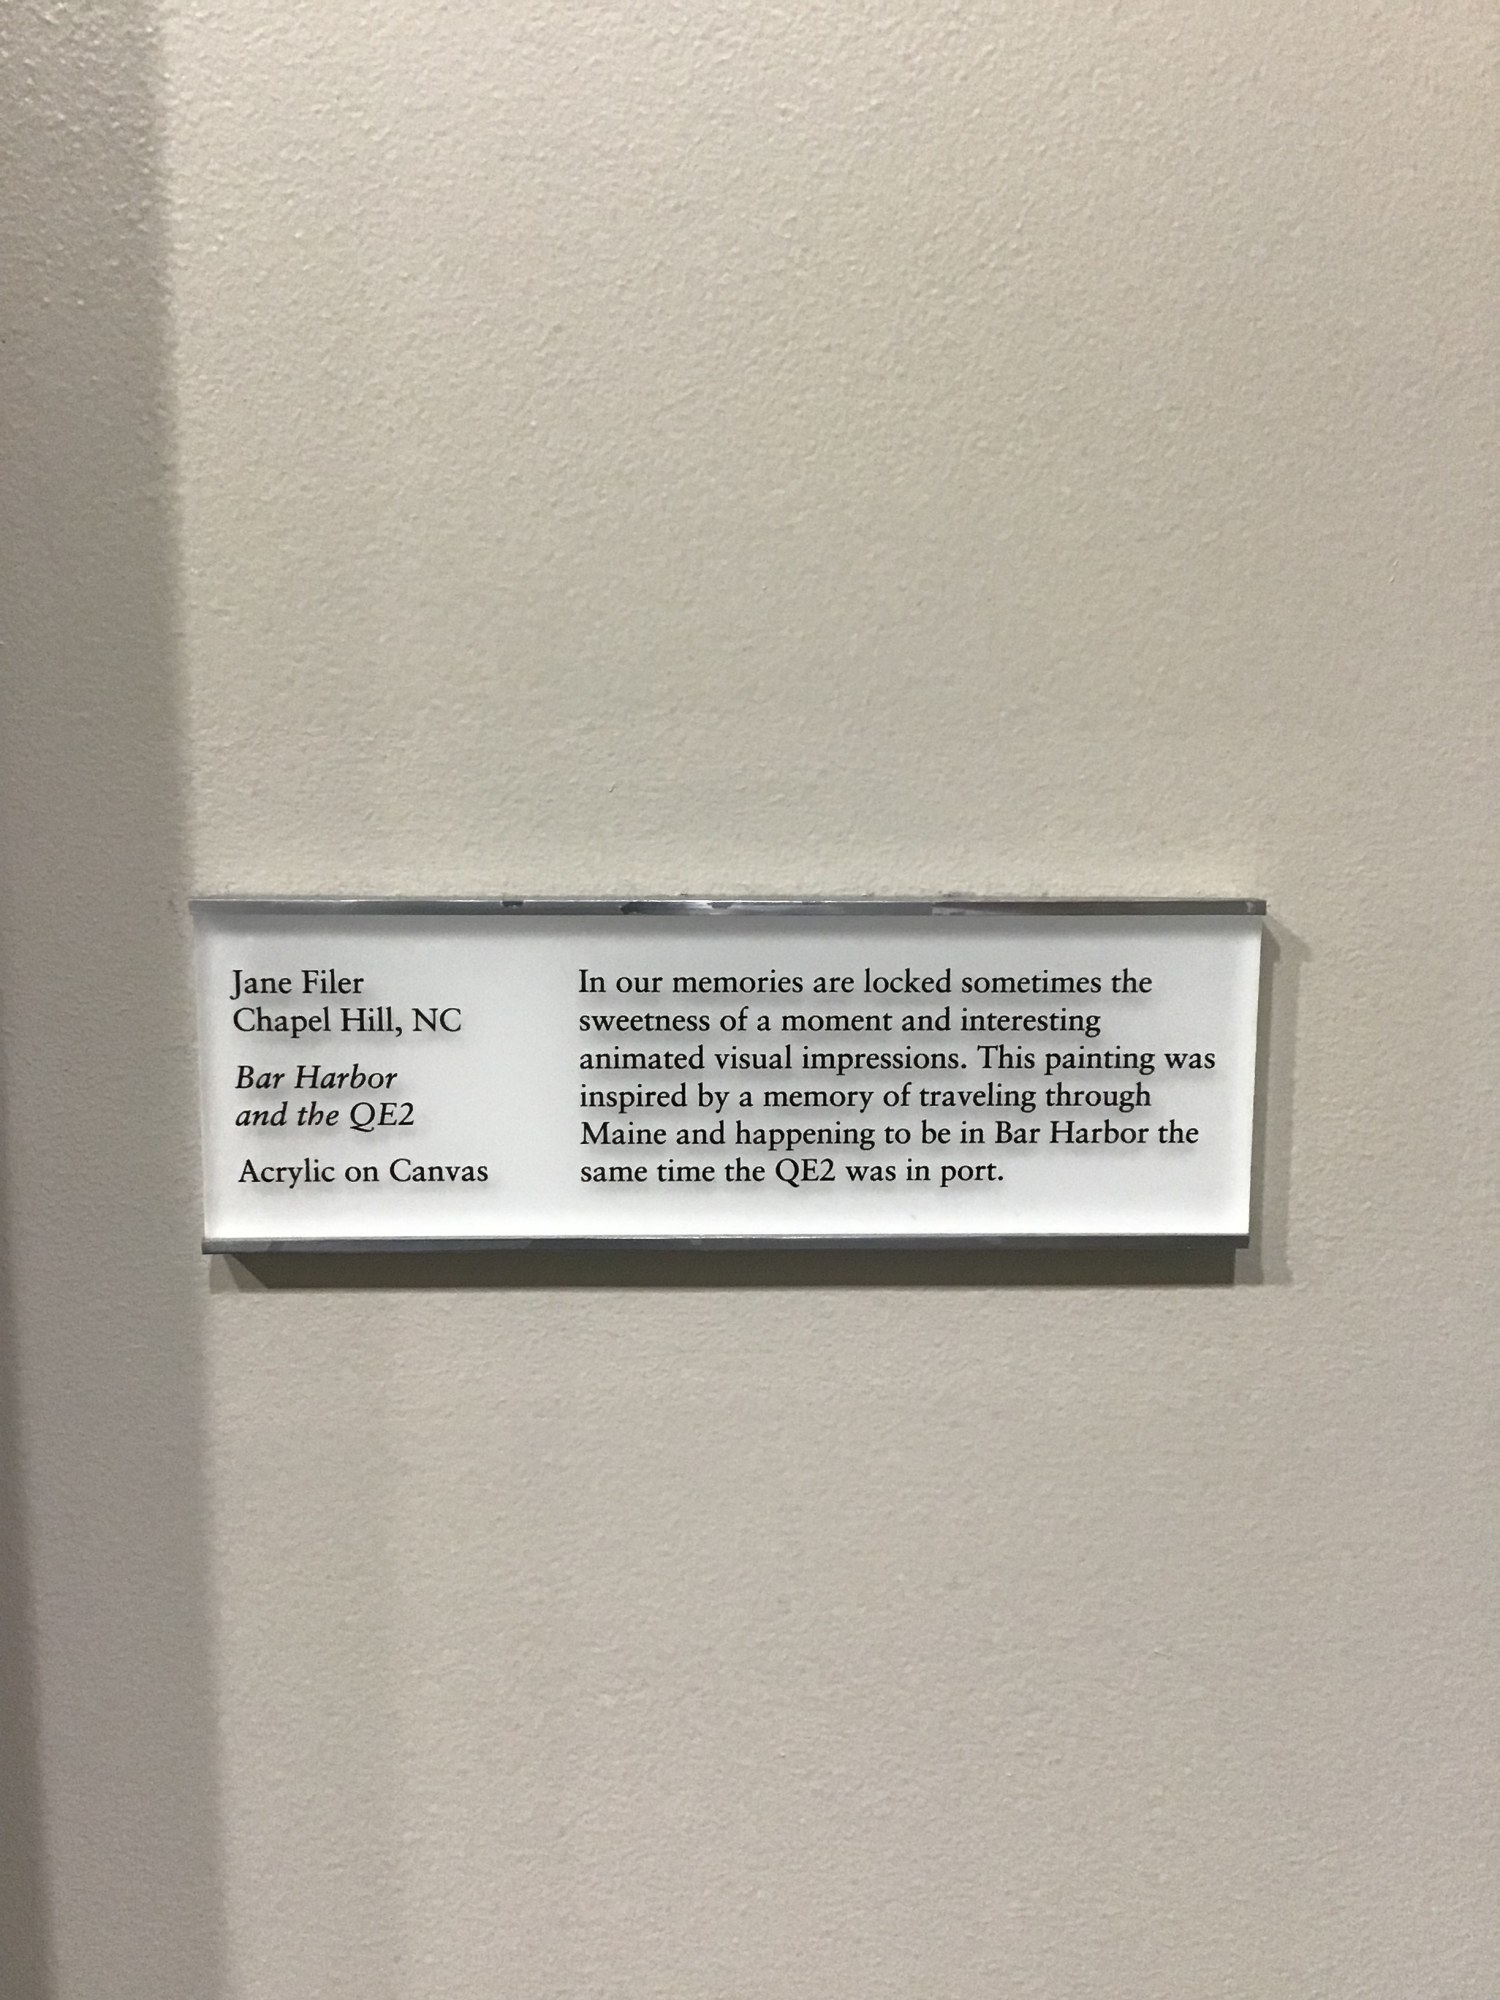 Jane Filer
Chapel Hill, NC
Bar Harbor
and the QE2
Acrylic on Canvas
In our memories are locked sometimes the
sweetness of a moment and interesting
animated visual impressions. This painting was
inspired by a memory of traveling through
Maine and happening to be in Bar Harbor the
same time the QE2 was in port.